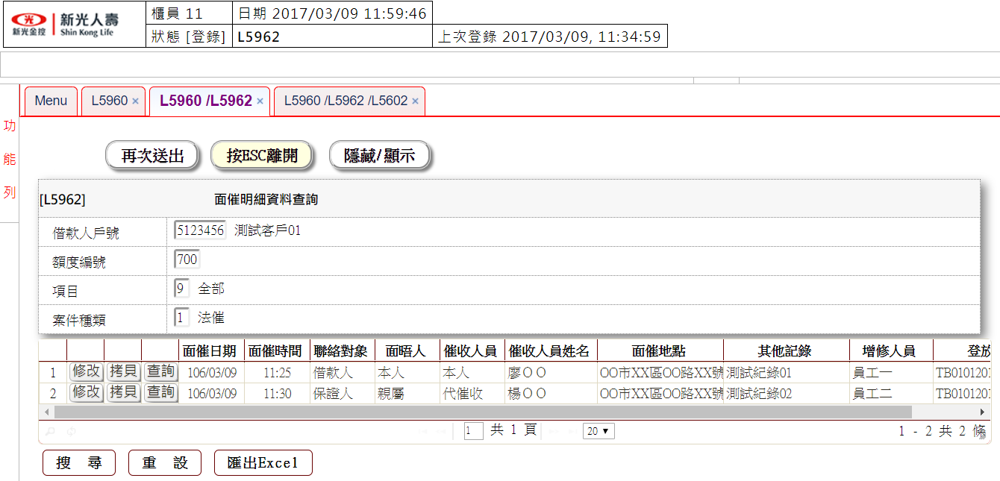 新光金控 新光人壽 Shin Kong Life
櫃員 11 日期 2017/03/09 11:59:46
狀態 [登錄] L5962 上次登錄 2017/03/09, 11:34:59
Menu L5960 × L5960 /L5962 × L5960 /L5962 /L5602 ×
功
能
列
再次送出 按ESC離開 隱藏/顯示
[L5962] 面催明細資料查詢
借款人戶號 5123456 測試客戶01
額度編號 700
項目 9 全部
案件種類 1 法催
面催日期 面催時間 聯絡對象 面晤人 催收人員 催收人員姓名 面催地點 其他記錄 增修人員 登放
1 修改 拷貝 查詢 106/03/09 11:25 借款人 本人 本人 廖ＯＯ OO市XX區OO路XX號 測試紀錄01 員工一 TB0101201
2 修改 拷貝 查詢 106/03/09 11:30 保證人 親屬 代催收 楊ＯＯ OO市XX區OO路XX號 測試紀錄02 員工二 TB0101201
1 共 1 頁 20 ▼ 1 - 2 共 2 條
搜 尋 重 設 匯出Excel